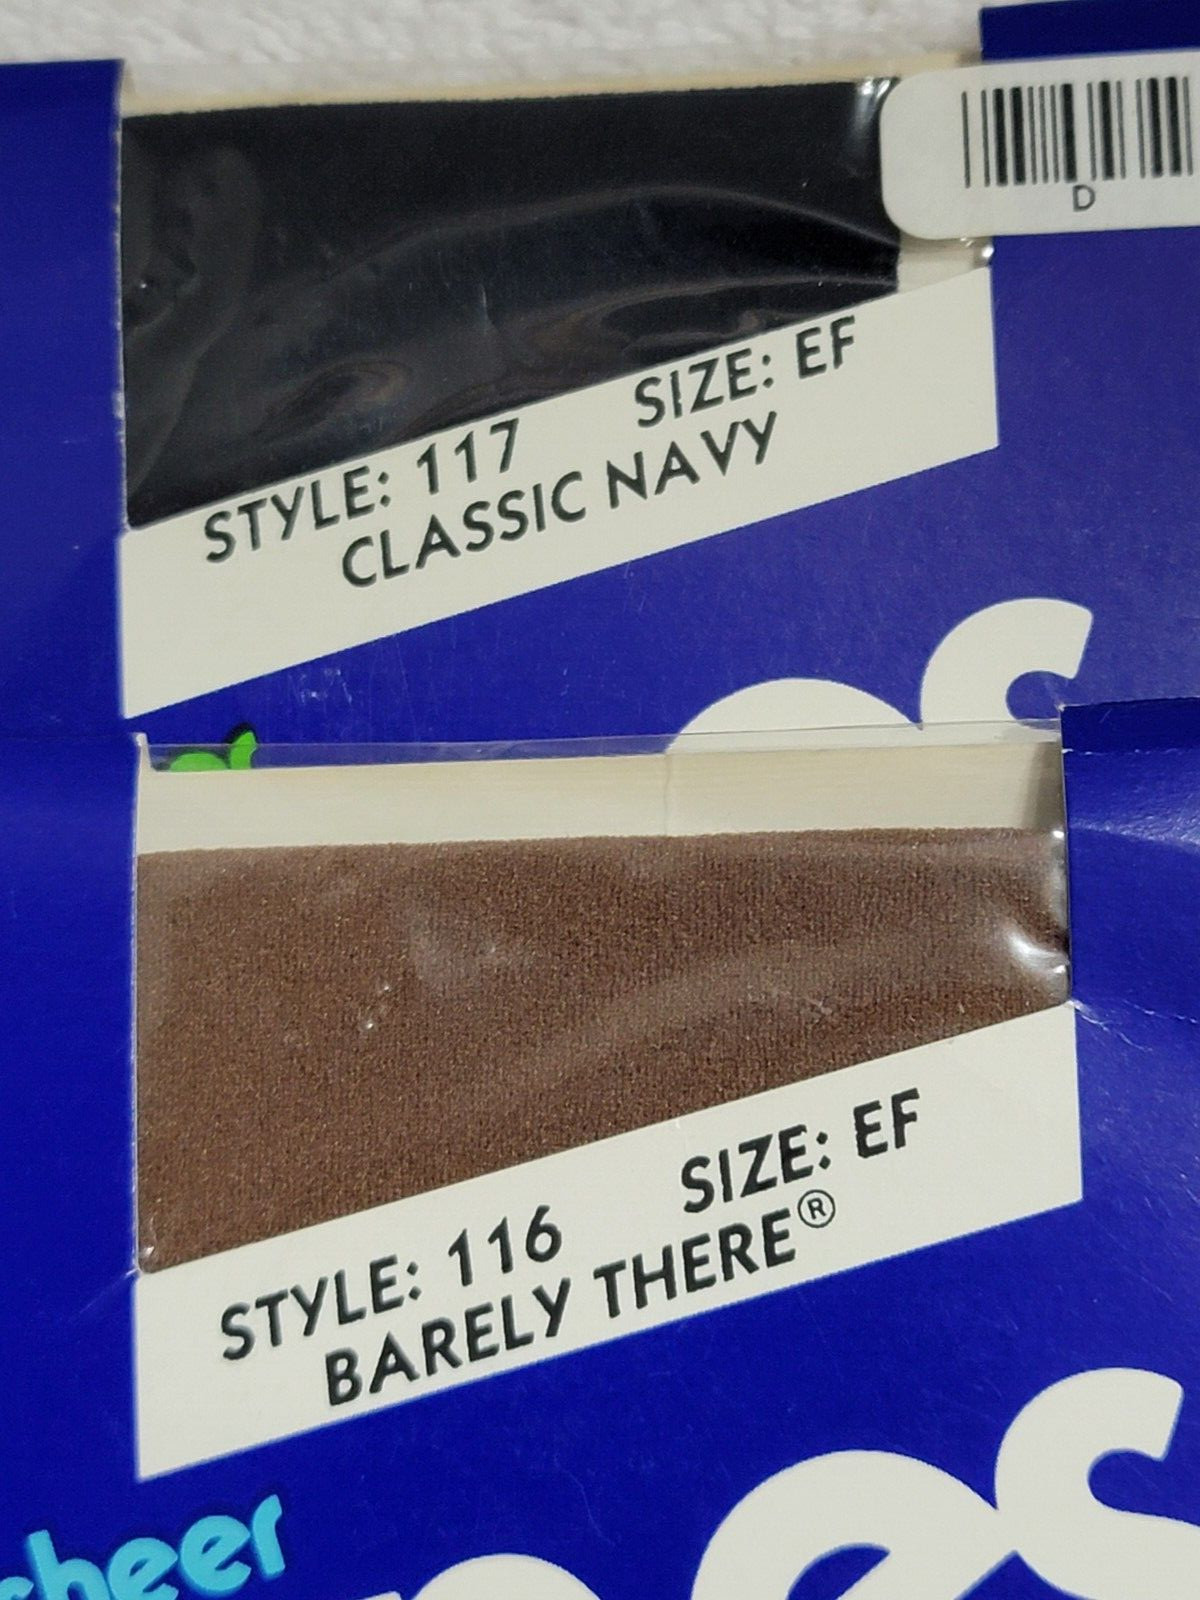 D
STYLE: 117 SIZE: EF
CLASSIC NAVY
STYLE: 116 SIZE: EF
BARELY THERE®
sheer